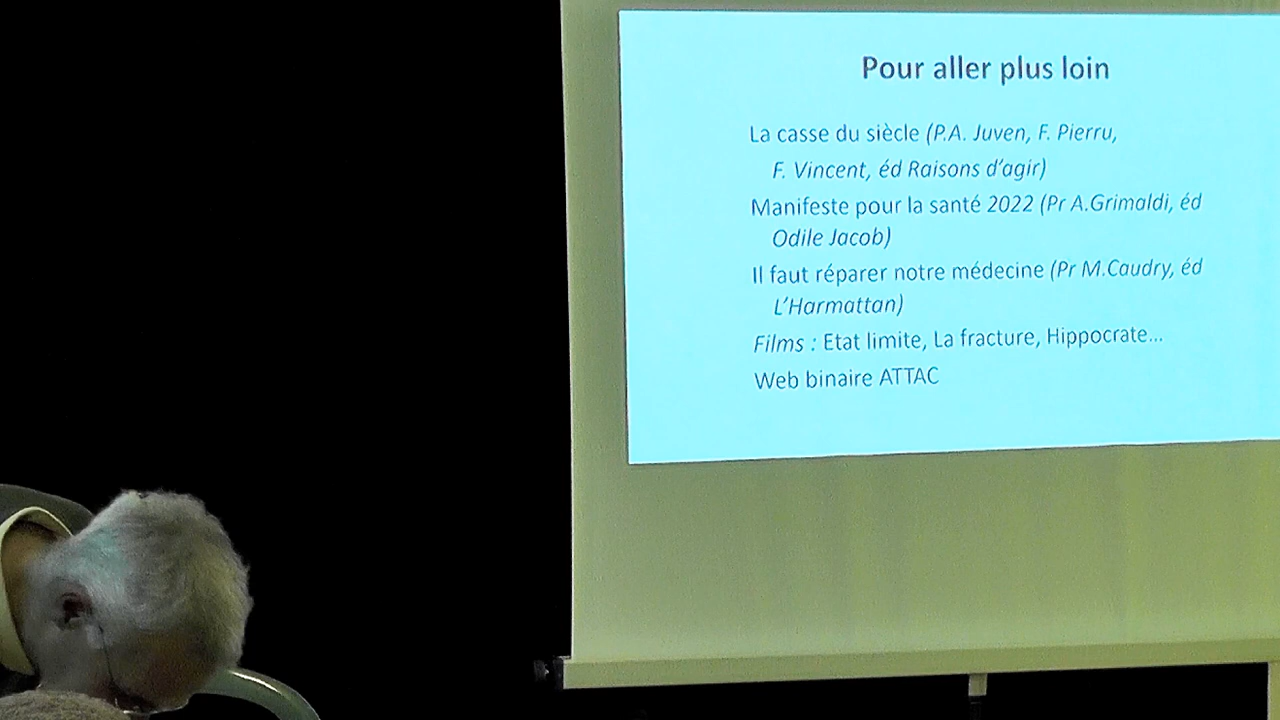 Pour aller plus loin
La casse du siècle (P.A. Juven, F. Pierru,
F. Vincent, éd Raisons d'agir)
Manifeste pour la santé 2022 (Pr A.Grimaldi, éd
Odile Jacob)
Il faut réparer notre médecine (Pr M.Caudry, éd
L'Harmattan)
Films : Etat limite, La fracture, Hippocrate...
Web binaire ATTAC